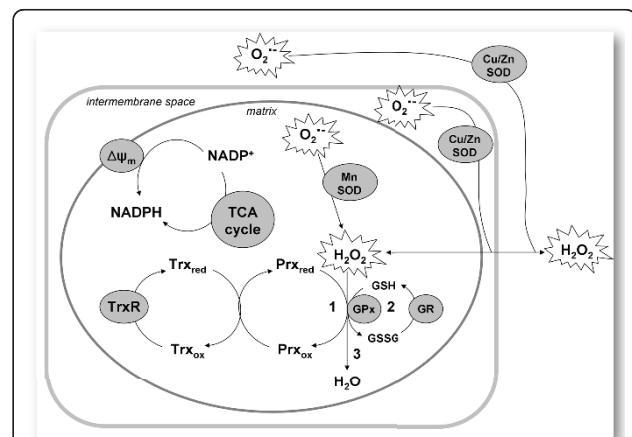 O₂·--
Cu/Zn
SOD
intermembrane space
matrix
O₂·--
O₂·--
Cu/Zn
SOD
Δψm
NADP⁺
Mn
SOD
NADPH
TCA
cycle
H₂O₂
H₂O₂
Trxred
Prxred
GSH
TrxR
1
GPx
2
GR
Trxox
Prxox
GSSG
3
H₂O